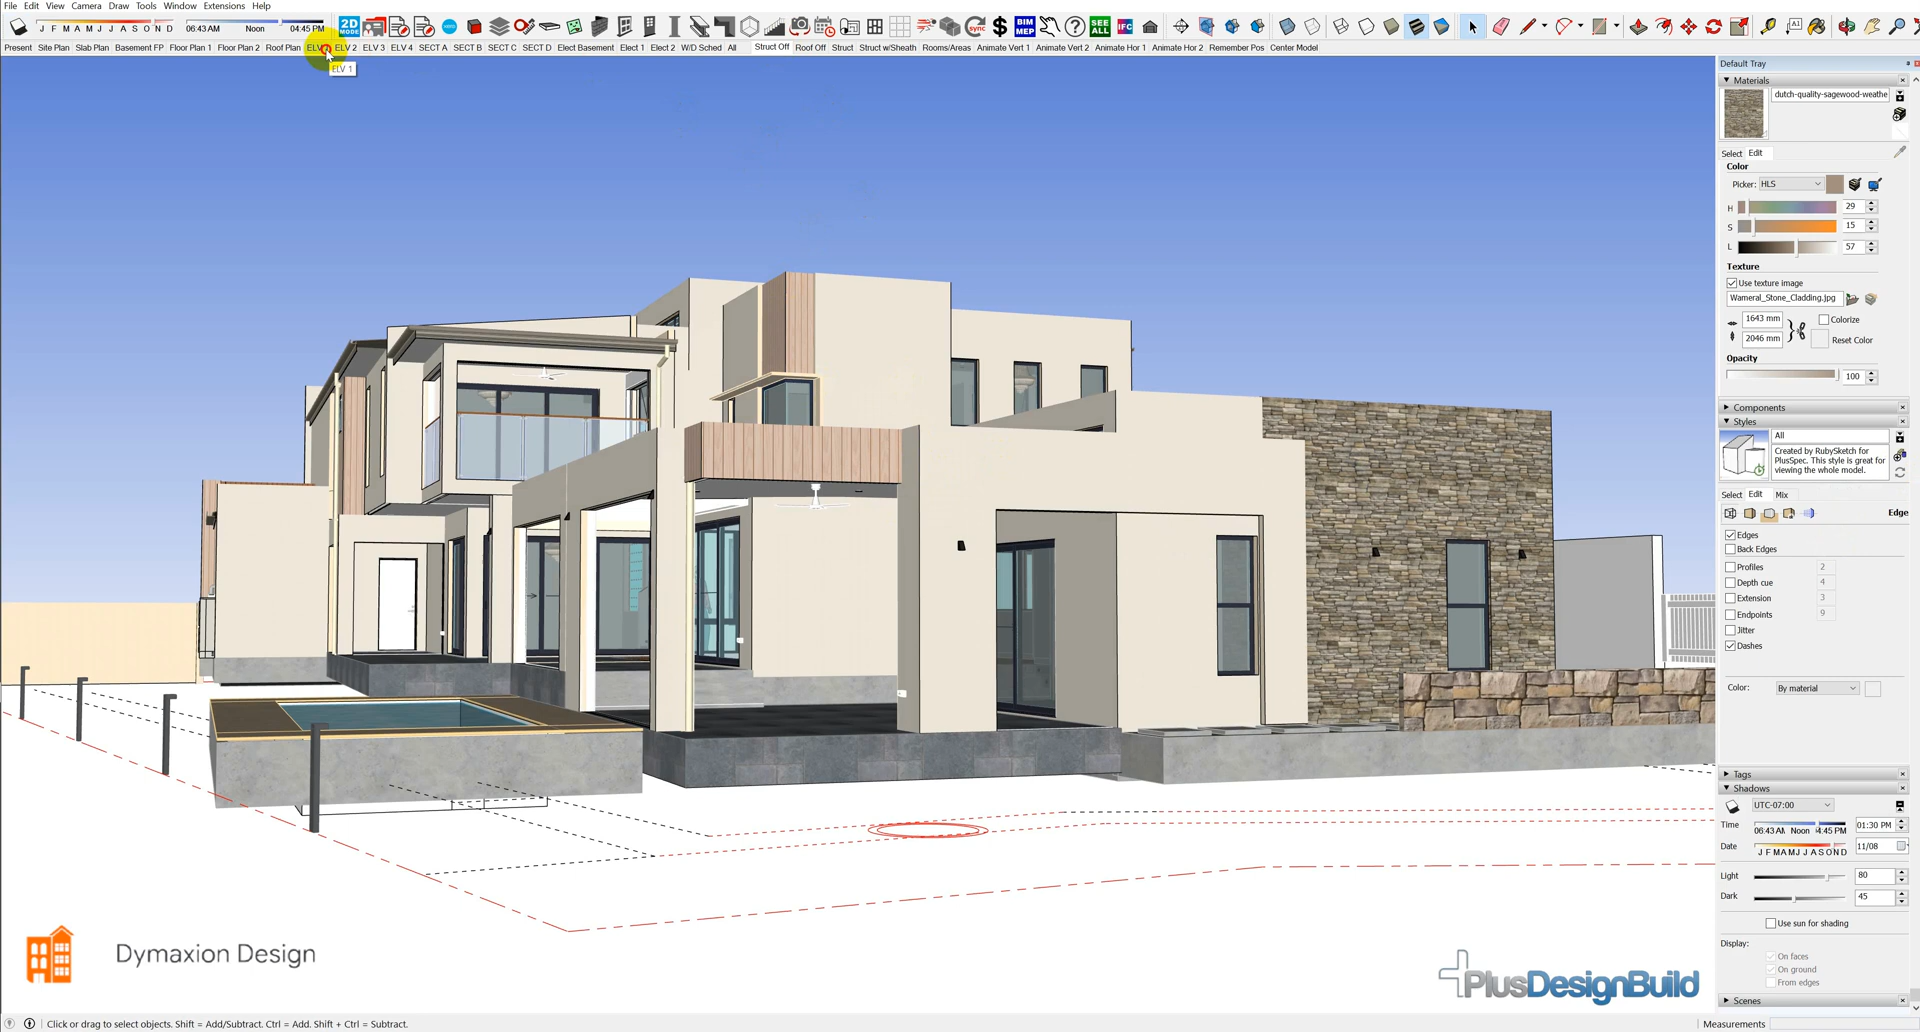 File Edit View Camera Draw Tools Window Extensions Help
J F M A M J J A S O N D 06:43 AM Noon 04:45 PM 2D MODE sync BIM MEP SEE ALL IFC A1
Present Site Plan Slab Plan Basement FP Floor Plan 1 Floor Plan 2 Roof Plan ELV 2 ELV 3 ELV 4 SECT A SECT B SECT C SECT D Elect Basement Elect 1 Elect 2 W/D Sched All Struct Off Roof Off Struct Struct w/Sheath Rooms/Areas Animate Vert 1 Animate Vert 2 Animate Hor 1 Animate Hor 2 Remember Pos Center Model
ELV 1
Default Tray
Materials
dutch-quality-sagewood-weathe
Select Edit
Color
Picker: HLS
H 29
S 15
L 57
Texture
Use texture image
Wameral_Stone_Cladding.jpg
1643 mm Colorize
2046 mm Reset Color
Opacity
100
Components
Styles
All
Created by RubySketch for
PlusSpec. This style is great for
viewing the whole model.
Select Edit Mix
Edge
Edges
Back Edges
Profiles 2
Depth cue 4
Extension 3
Endpoints 9
Jitter
Dashes
Color: By material
Tags
Shadows
UTC-07:00
Time 06:43 AM Noon 4:45 PM 01:30 PM
Date J F M A M J J A S O N D 11/08
Light 80
Dark 45
Use sun for shading
Display:
On faces
On ground
From edges
Scenes
Dymaxion Design
PlusDesignBuild
Click or drag to select objects. Shift = Add/Subtract. Ctrl = Add. Shift + Ctrl = Subtract.
Measurements